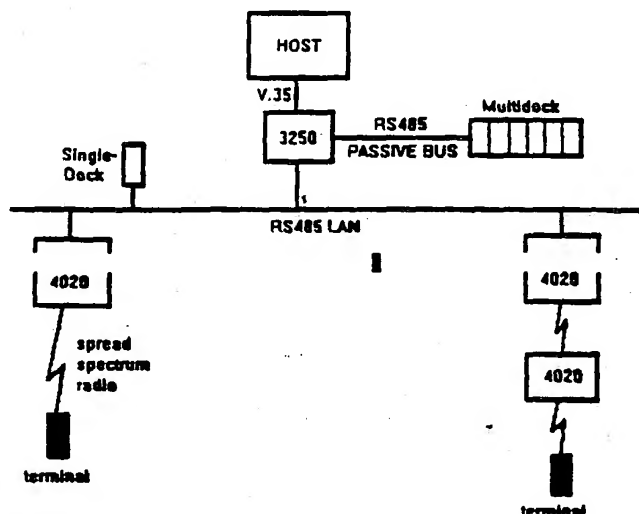 HOST
V.35
Multidock
3250
RS485
PASSIVE BUS
Single-
Dock
RS485 LAN
4020
4020
spread
spectrum
radio
4020
terminal
terminal